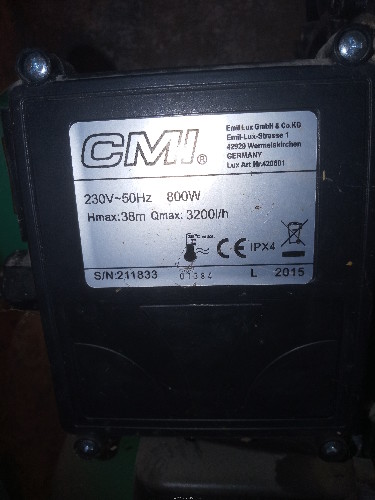 CMI®
Emil Lux GmbH & Co.KG
Emil-Lux-Strasse 1
42929 Wermelskirchen
GERMANY
Lux Art Nr.420601
230V~50Hz 800W
Hmax:38m Qmax: 3200l/h
CE IPX4
S/N:211833 01384 L 2015